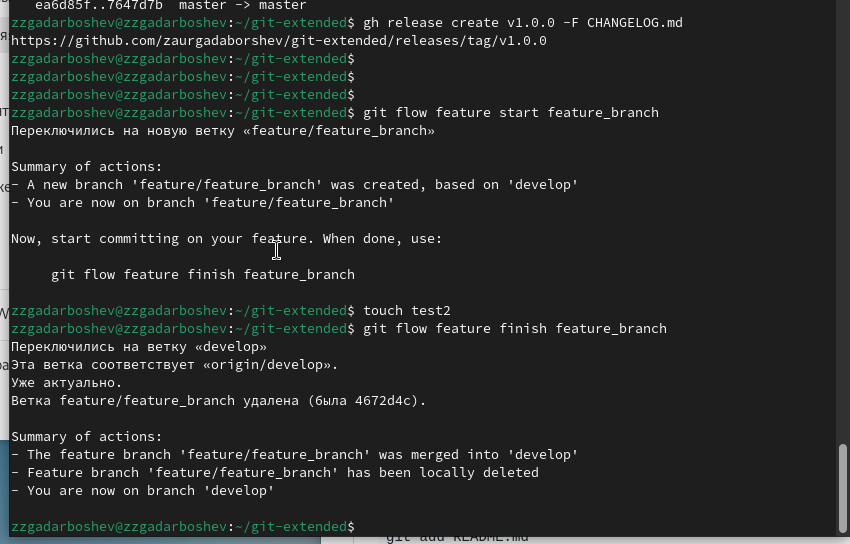 ea6d85f..7647d7b  master -> master
zzgadarboshev@zzgadarboshev:~/git-extended$ gh release create v1.0.0 -F CHANGELOG.md
https://github.com/zaurgadaborshev/git-extended/releases/tag/v1.0.0
zzgadarboshev@zzgadarboshev:~/git-extended$
zzgadarboshev@zzgadarboshev:~/git-extended$
zzgadarboshev@zzgadarboshev:~/git-extended$
zzgadarboshev@zzgadarboshev:~/git-extended$ git flow feature start feature_branch
Переключились на новую ветку «feature/feature_branch»
Summary of actions:
- A new branch 'feature/feature_branch' was created, based on 'develop'
- You are now on branch 'feature/feature_branch'
Now, start committing on your feature. When done, use:
git flow feature finish feature_branch
zzgadarboshev@zzgadarboshev:~/git-extended$ touch test2
zzgadarboshev@zzgadarboshev:~/git-extended$ git flow feature finish feature_branch
Переключились на ветку «develop»
Эта ветка соответствует «origin/develop».
Уже актуально.
Ветка feature/feature_branch удалена (была 4672d4c).
Summary of actions:
- The feature branch 'feature/feature_branch' was merged into 'develop'
- Feature branch 'feature/feature_branch' has been locally deleted
- You are now on branch 'develop'
zzgadarboshev@zzgadarboshev:~/git-extended$
git add README.md